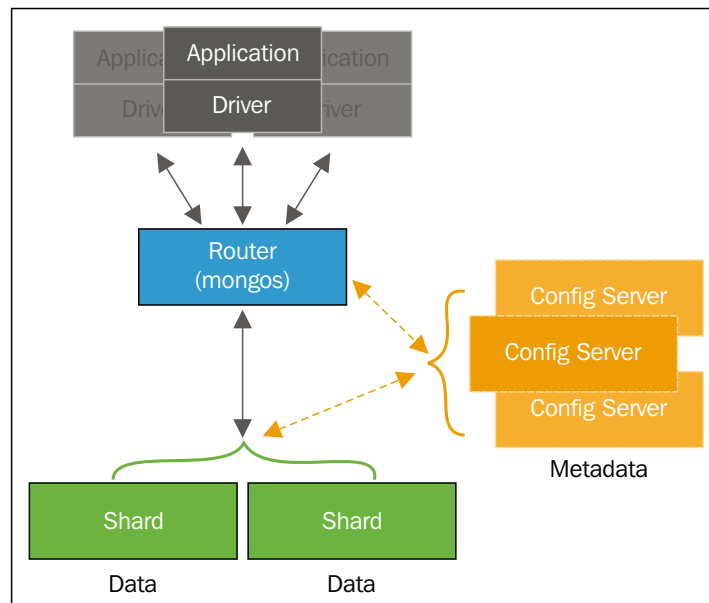 Application
Driver
Router
(mongos)
Config Server
Config Server
Config Server
Metadata
Shard
Shard
Data
Data